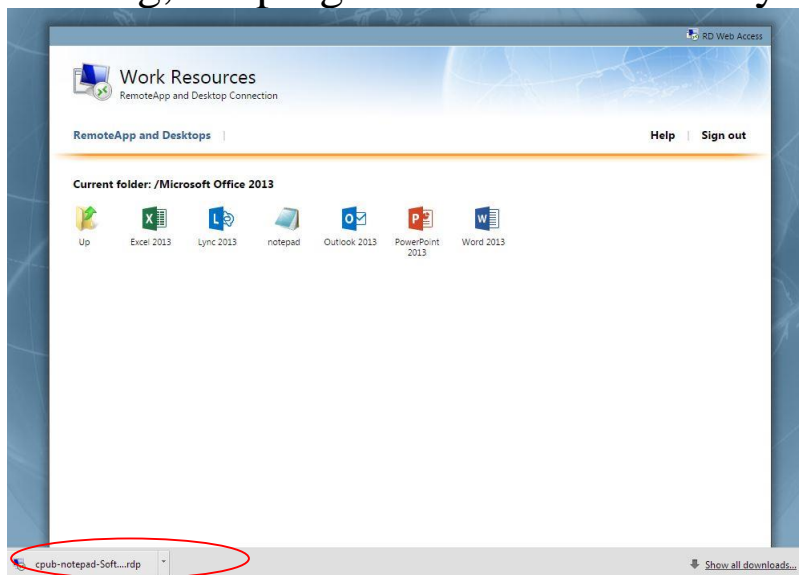 RD Web Access
Work Resources
RemoteApp and Desktop Connection
RemoteApp and Desktops | Help | Sign out
Current folder: /Microsoft Office 2013
Up Excel 2013 Lync 2013 notepad Outlook 2013 PowerPoint 2013 Word 2013
cpub-notepad-Soft....rdp Show all downloads...